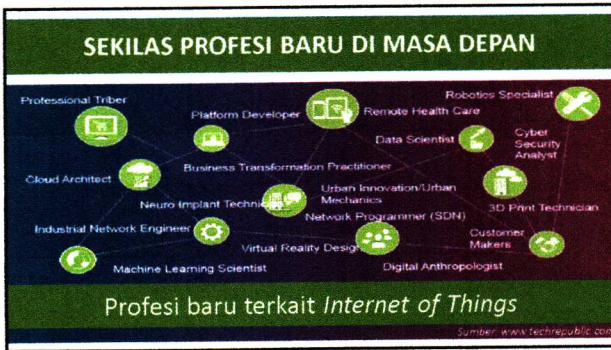 SEKILAS PROFESI BARU DI MASA DEPAN
Professional Triber
Platform Developer
Remote Health Care
Robotics Specialist
Data Scientist
Cyber Security Analyst
Cloud Architect
Business Transformation Practitioner
Neuro Implant Technic
Urban Innovation/Urban Mechanics
3D Print Technician
Industrial Network Engineer
Network Programmer (SDN)
Virtual Reality Design
Customer Makers
Machine Learning Scientist
Digital Anthropologist
Profesi baru terkait Internet of Things
Sumber: www.techrepublic.com